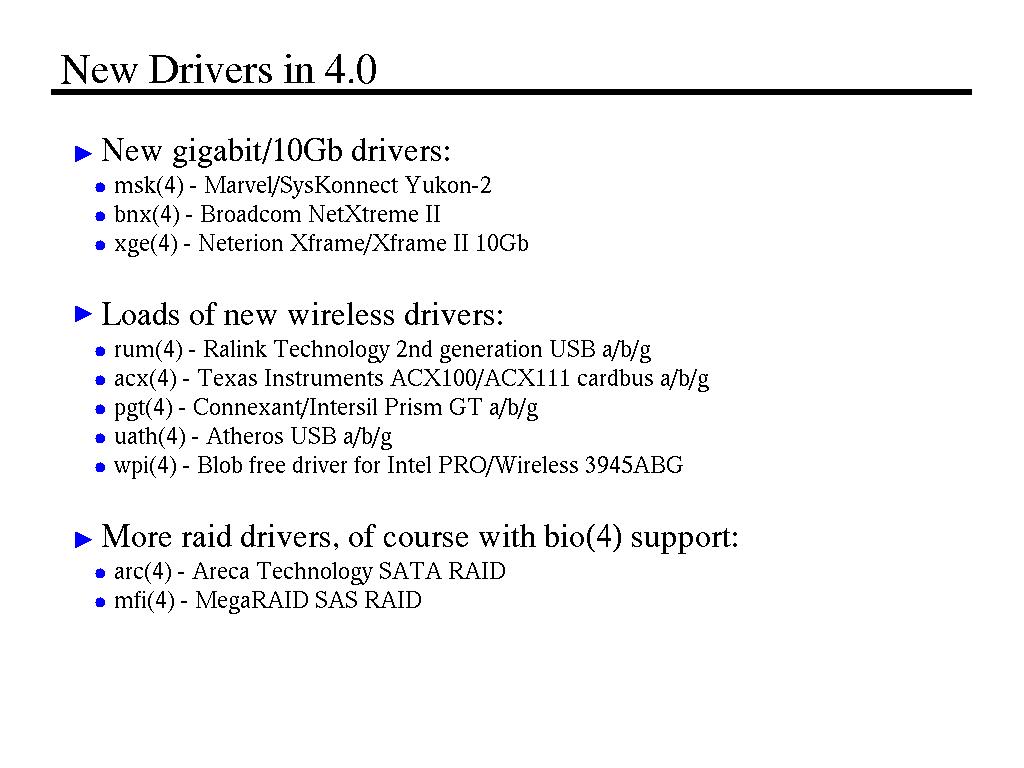 New Drivers in 4.0
New gigabit/10Gb drivers:
msk(4) - Marvel/SysKonnect Yukon-2
bnx(4) - Broadcom NetXtreme II
xge(4) - Neterion Xframe/Xframe II 10Gb
Loads of new wireless drivers:
rum(4) - Ralink Technology 2nd generation USB a/b/g
acx(4) - Texas Instruments ACX100/ACX111 cardbus a/b/g
pgt(4) - Connexant/Intersil Prism GT a/b/g
uath(4) - Atheros USB a/b/g
wpi(4) - Blob free driver for Intel PRO/Wireless 3945ABG
More raid drivers, of course with bio(4) support:
arc(4) - Areca Technology SATA RAID
mfi(4) - MegaRAID SAS RAID